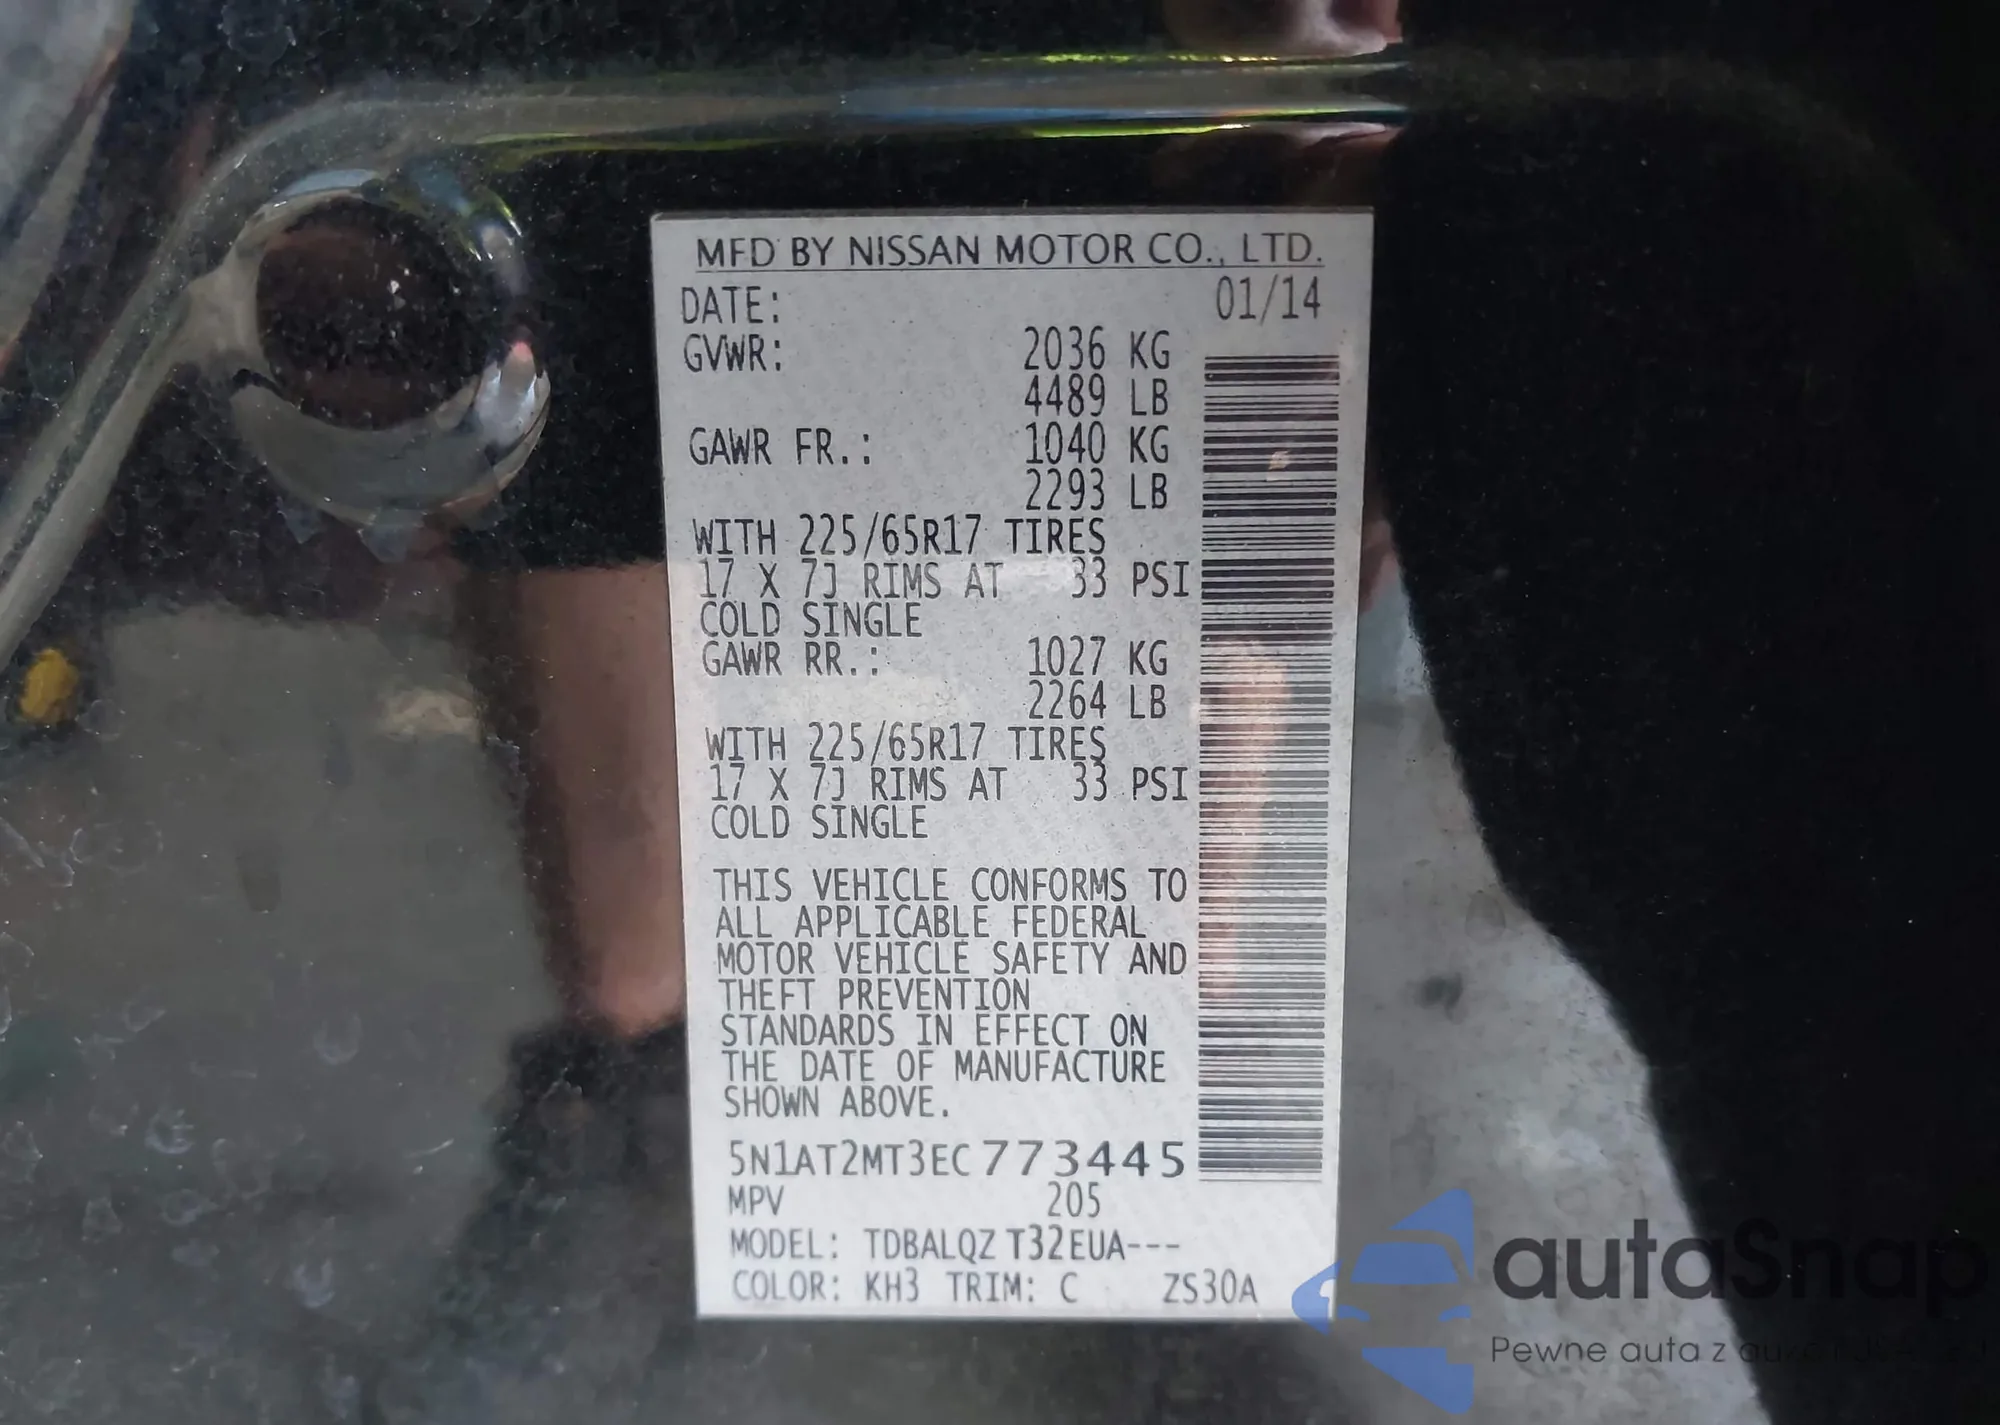 MFD BY NISSAN MOTOR CO., LTD.
DATE: 01/14
GVWR: 2036 KG
4489 LB
GAWR FR.: 1040 KG
2293 LB
WITH 225/65R17 TIRES
17 X 7J RIMS AT 33 PSI
COLD SINGLE
GAWR RR.: 1027 KG
2264 LB
WITH 225/65R17 TIRES
17 X 7J RIMS AT 33 PSI
COLD SINGLE
THIS VEHICLE CONFORMS TO
ALL APPLICABLE FEDERAL
MOTOR VEHICLE SAFETY AND
THEFT PREVENTION
STANDARDS IN EFFECT ON
THE DATE OF MANUFACTURE
SHOWN ABOVE.
5N1AT2MT3EC773445
MPV 205
MODEL: TDBALQZ T32EUA---
COLOR: KH3 TRIM: C ZS30A
autaSnap
Pewne auta z